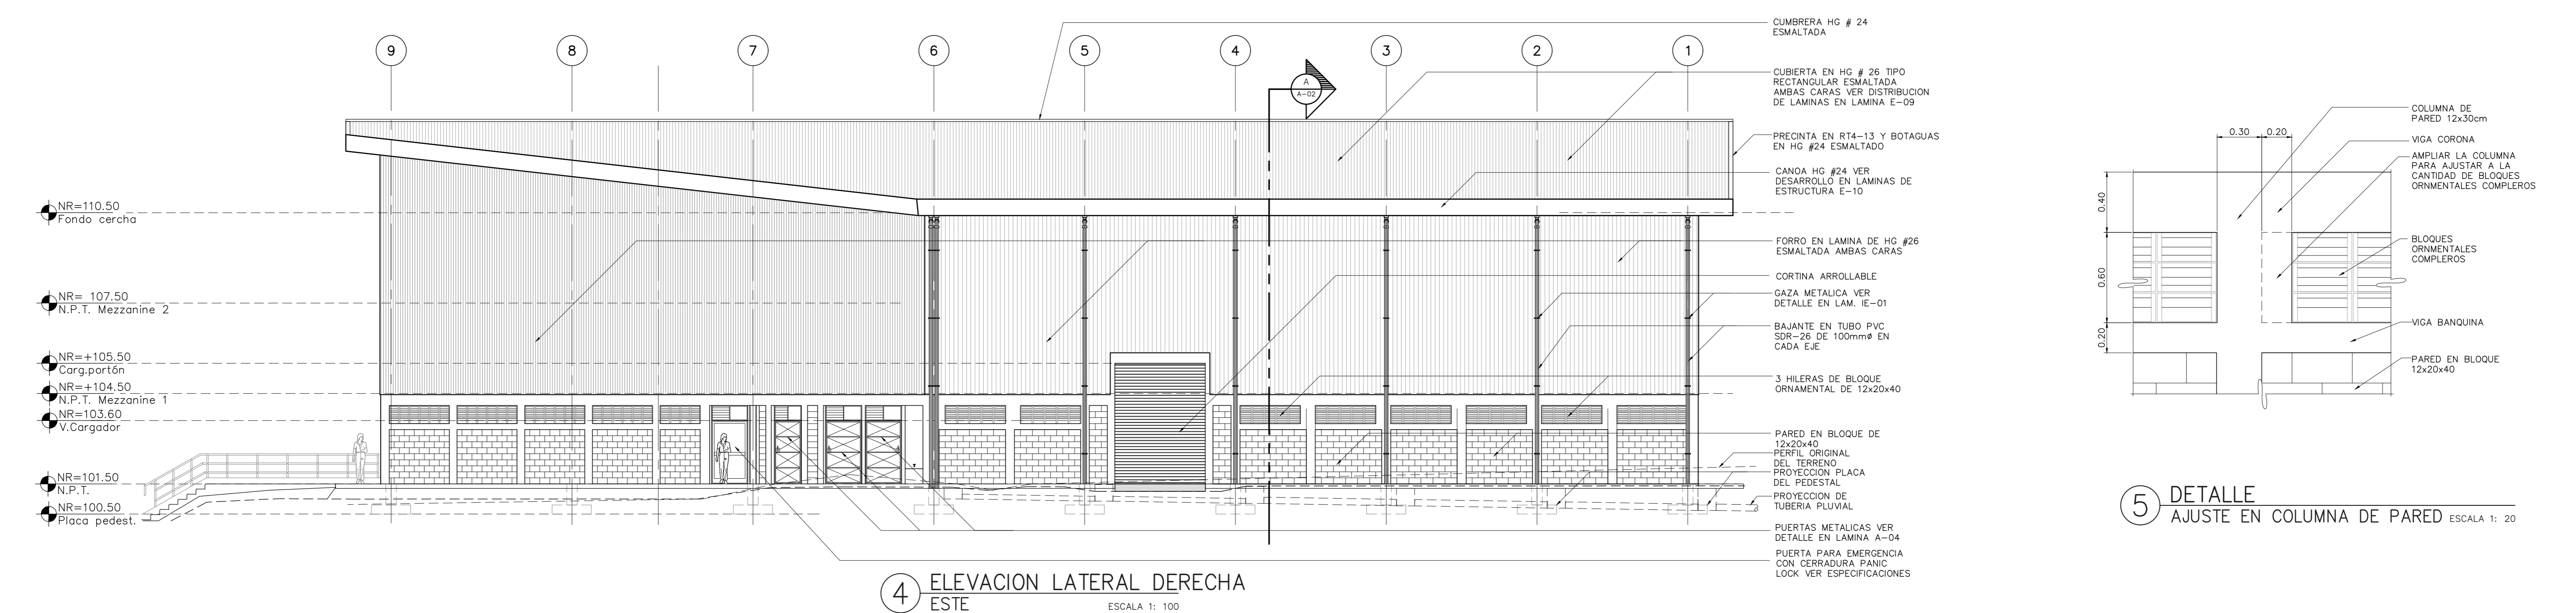 9
8
7
6
5
4
3
2
1
A
A-02
CUMBRERA HG # 24
ESMALTADA
CUBIERTA EN HG # 26 TIPO
RECTANGULAR ESMALTADA
AMBAS CARAS VER DISTRIBUCION
DE LAMINAS EN LAMINA E-09
PRECINTA EN RT4-13 Y BOTAGUAS
EN HG #24 ESMALTADO
CANOA HG #24 VER
DESARROLLO EN LAMINAS DE
ESTRUCTURA E-10
FORRO EN LAMINA DE HG #26
ESMALTADA AMBAS CARAS
CORTINA ARROLLABLE
GAZA METALICA VER
DETALLE EN LAM. IE-01
BAJANTE EN TUBO PVC
SDR-26 DE 100mmø EN
CADA EJE
3 HILERAS DE BLOQUE
ORNAMENTAL DE 12x20x40
PARED EN BLOQUE DE
12x20x40
PERFIL ORIGINAL
DEL TERRENO
PROYECCION PLACA
DEL PEDESTAL
PROYECCION DE
TUBERIA PLUVIAL
PUERTAS METALICAS VER
DETALLE EN LAMINA A-04
PUERTA PARA EMERGENCIA
CON CERRADURA PANIC
LOCK VER ESPECIFICACIONES
NR=110.50
Fondo cercha
NR= 107.50
N.P.T. Mezzanine 2
NR=+105.50
Carg.portón
NR=+104.50
N.P.T. Mezzanine 1
NR=103.60
V.Cargador
NR=101.50
N.P.T.
NR=100.50
Placa pedest.
4
ELEVACION LATERAL DERECHA
ESTE
ESCALA 1: 100
0.30
0.20
0.40
0.60
0.20
COLUMNA DE
PARED 12x30cm
VIGA CORONA
AMPLIAR LA COLUMNA
PARA AJUSTAR A LA
CANTIDAD DE BLOQUES
ORNMENTALES COMPLEROS
BLOQUES
ORNMENTALES
COMPLEROS
VIGA BANQUINA
PARED EN BLOQUE
12x20x40
5
DETALLE
AJUSTE EN COLUMNA DE PARED ESCALA 1: 20